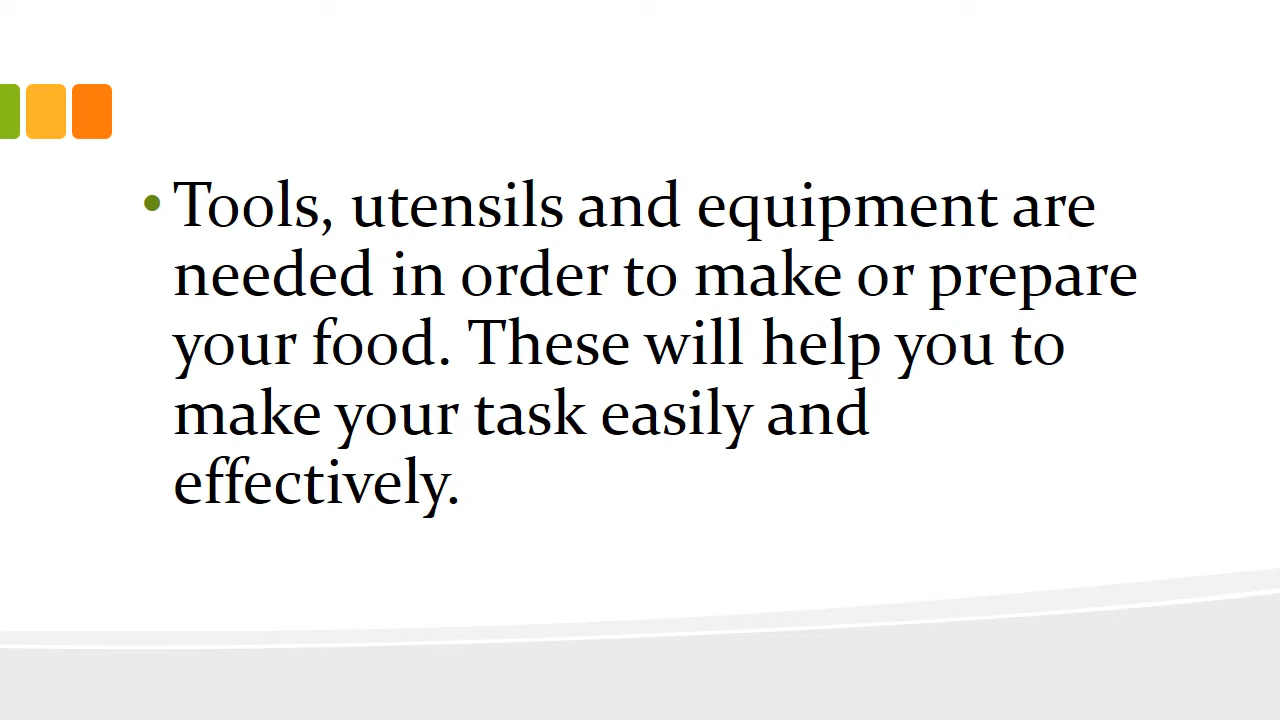 • Tools, utensils and equipment are
needed in order to make or prepare
your food. These will help you to
make your task easily and
effectively.